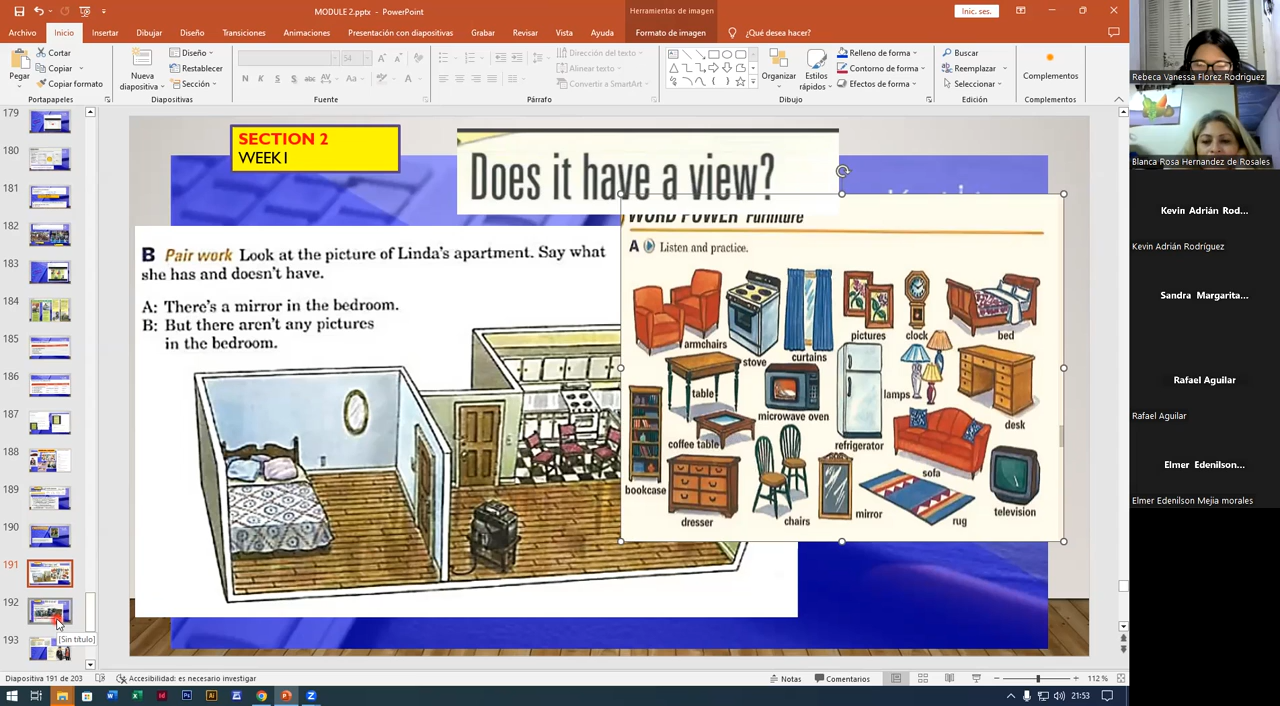 MODULE 2.pptx - PowerPoint
Herramientas de imagen
Inic. ses.
Archivo
Inicio
Insertar
Dibujar
Diseño
Transiciones
Animaciones
Presentación con diapositivas
Grabar
Revisar
Vista
Ayuda
Formato de imagen
¿Qué desea hacer?
Pegar
Cortar
Copiar
Copiar formato
Portapapeles
Nueva diapositiva
Diseño
Restablecer
Sección
Diapositivas
54
N K S S
Aa
Fuente
Dirección del texto
Alinear texto
Convertir a SmartArt
Párrafo
Organizar
Estilos rápidos
Relleno de forma
Contorno de forma
Efectos de forma
Dibujo
Buscar
Reemplazar
Seleccionar
Edición
Complementos
Complementos
179
180
181
182
183
184
185
186
187
188
189
190
191
192
193
[Sin título]
SECTION 2
WEEK1
Does it have a view?
B Pair work Look at the picture of Linda's apartment. Say what
she has and doesn't have.
A: There's a mirror in the bedroom.
B: But there aren't any pictures
in the bedroom.
WORD POWER Furniture
A Listen and practice.
armchairs
stove
curtains
pictures
clock
bed
table
microwave oven
refrigerator
lamps
desk
coffee table
bookcase
dresser
chairs
mirror
sofa
rug
television
Rebeca Vanessa Florez Rodriguez
Blanca Rosa Hernandez de Rosales
Kevin Adrián Rod...
Kevin Adrián Rodríguez
Sandra Margarita...
Rafael Aguilar
Rafael Aguilar
Elmer Edenilson...
Elmer Edenilson Mejia morales
Diapositiva 191 de 203
Accesibilidad: es necesario investigar
Notas
Comentarios
112 %
21:53